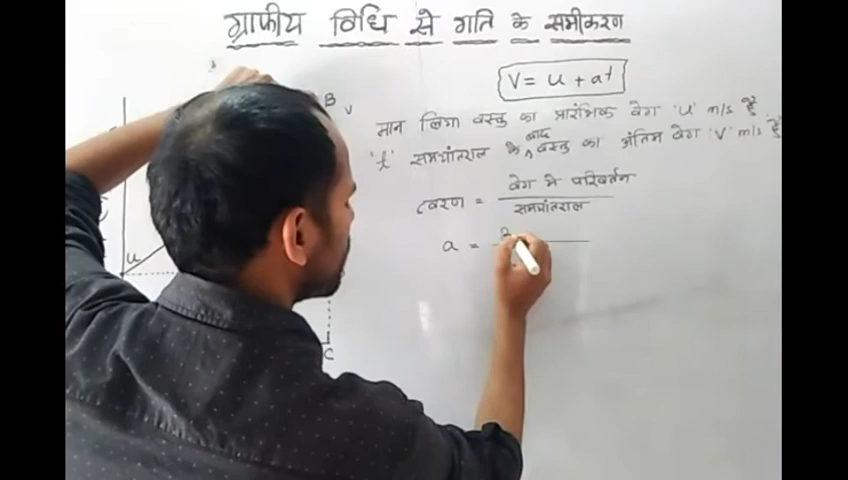 ग्राफीय विधि से गति के समीकरण
V = u + at
B
V
मान लिया वस्तु का प्रारंभिक वेग 'u' m/s है
't' समयांतराल के बाद वस्तु का अंतिम वेग 'V' m/s है
त्वरण = वेग मे परिवर्तन
समयांतराल
a =
u
C